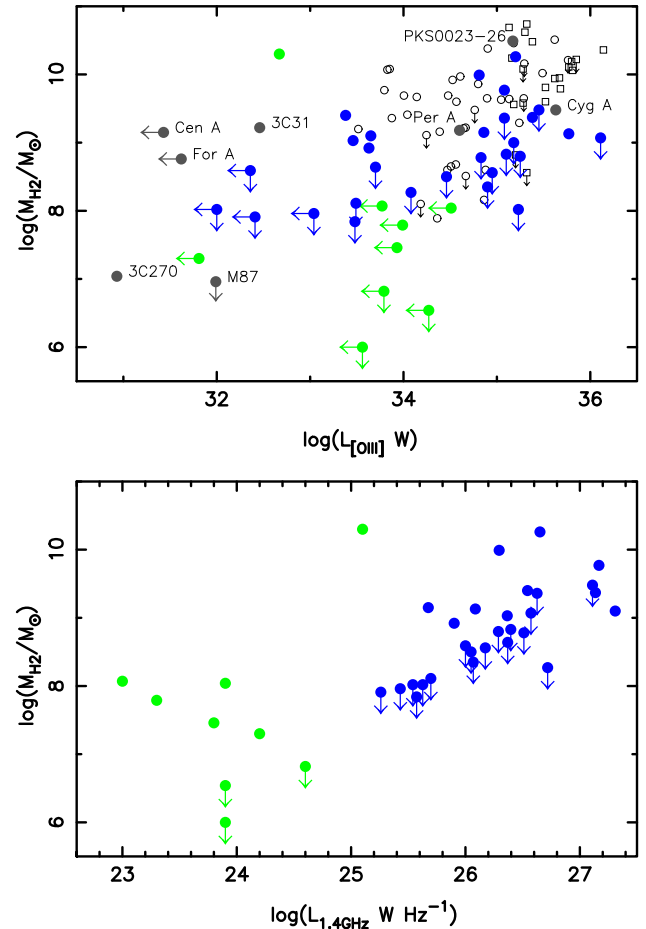 PKS0023-26
10
Per A
Cyg A
Cen A
3C31
For A
8
3C270
M87
6
log(M_H2/M_⊙)
32
34
36
log(L_[OIII] W)
10
8
6
log(M_H2/M_⊙)
23
24
25
26
27
log(L_1.4GHz W Hz⁻¹)